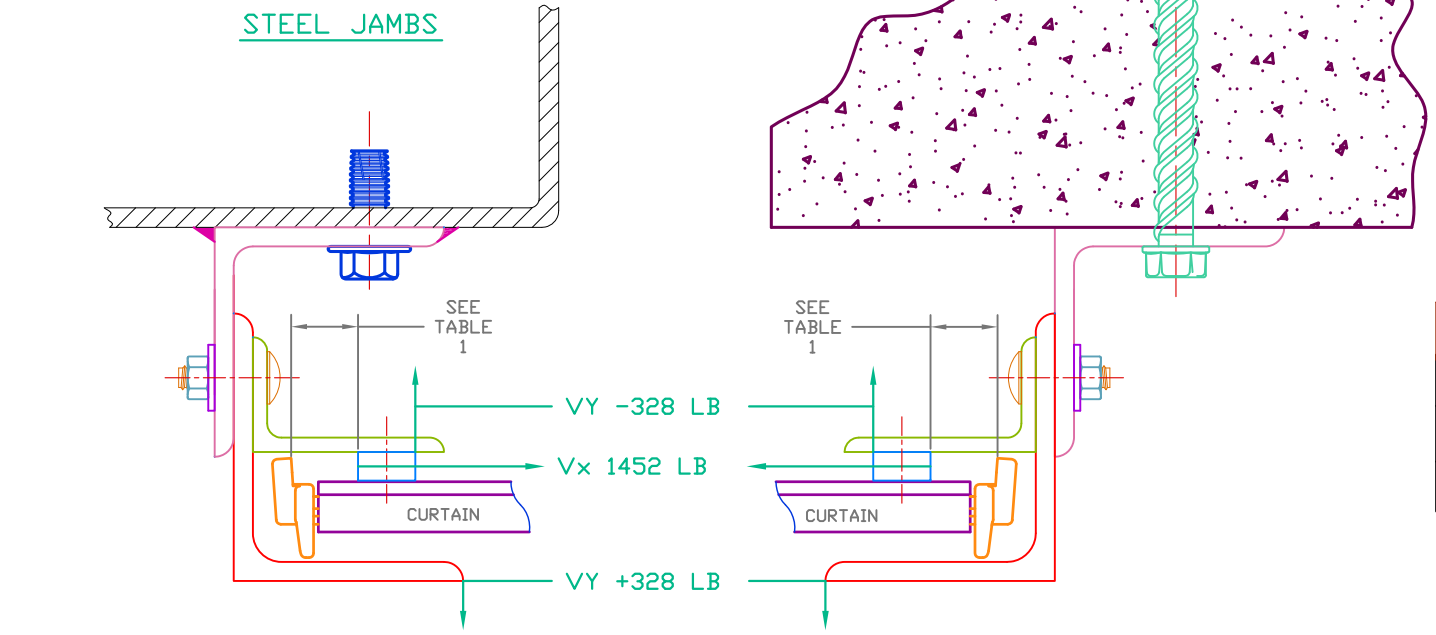 STEEL JAMBS
SEE
TABLE
1
SEE
TABLE
1
VY -328 LB
Vx 1452 LB
CURTAIN
CURTAIN
VY +328 LB